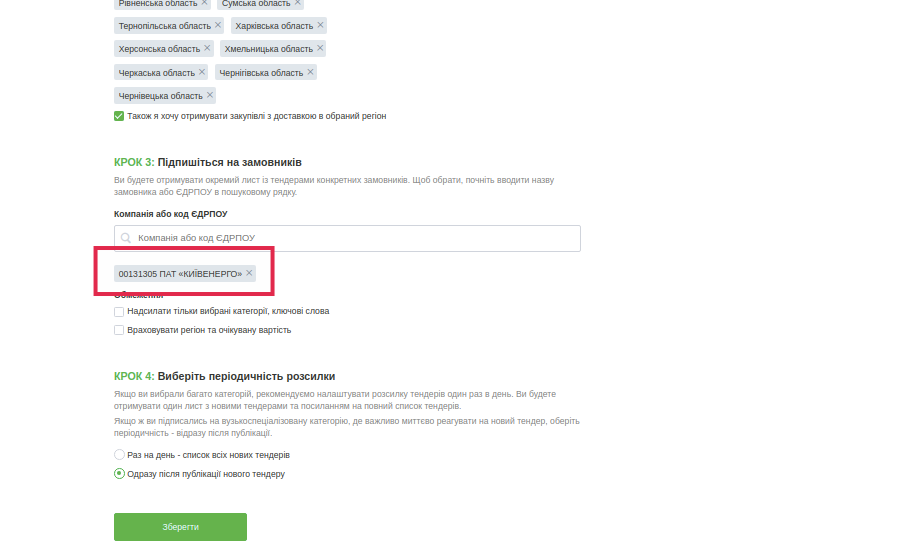 Рівненська область × Сумська область ×
Тернопільська область × Харківська область ×
Херсонська область × Хмельницька область ×
Черкаська область × Чернігівська область ×
Чернівецька область ×
Також я хочу отримувати закупівлі з доставкою в обраний регіон
КРОК 3: Підпишіться на замовників
Ви будете отримувати окремий лист із тендерами конкретних замовників. Щоб обрати, почніть вводити назву
замовника або ЄДРПОУ в пошуковому рядку.
Компанія або код ЄДРПОУ
Компанія або код ЄДРПОУ
00131305 ПАТ «КИЇВЕНЕРГО» ×
Обмеження
Надсилати тільки вибрані категорії, ключові слова
Враховувати регіон та очікувану вартість
КРОК 4: Виберіть періодичність розсилки
Якщо ви вибрали багато категорій, рекомендуємо налаштувати розсилку тендерів один раз в день. Ви будете
отримувати один лист з новими тендерами та посиланням на повний список тендерів.
Якщо ж ви підписались на вузькоспеціалізовану категорію, де важливо миттєво реагувати на новий тендер, оберіть
періодичність - відразу після публікації.
Раз на день - список всіх нових тендерів
Одразу після публікації нового тендеру
Зберегти